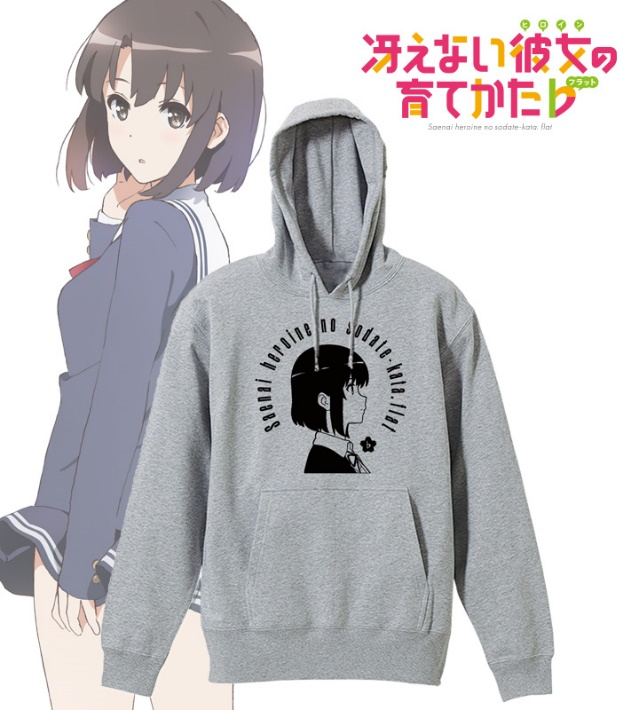 ヒロイン
冴えない彼女の
育てかた♭
フラット
Saenai heroine no sodate-kata. flat
Saenai heroine no sodate-kata.flat
♭